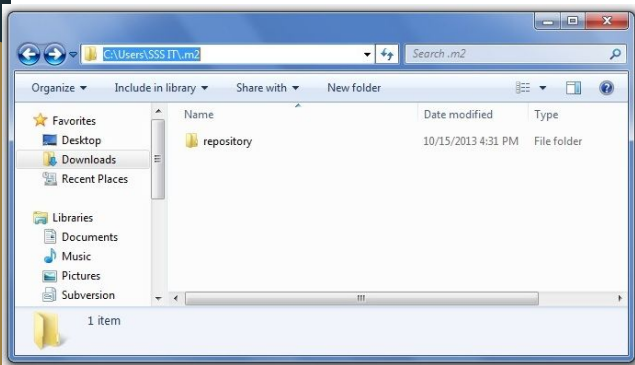 C:\Users\SSS IT\.m2
Search .m2
Organize
Include in library
Share with
New folder
Favorites
Desktop
Downloads
Recent Places
Libraries
Documents
Music
Pictures
Subversion
Name
Date modified
Type
repository
10/15/2013 4:31 PM
File folder
1 item